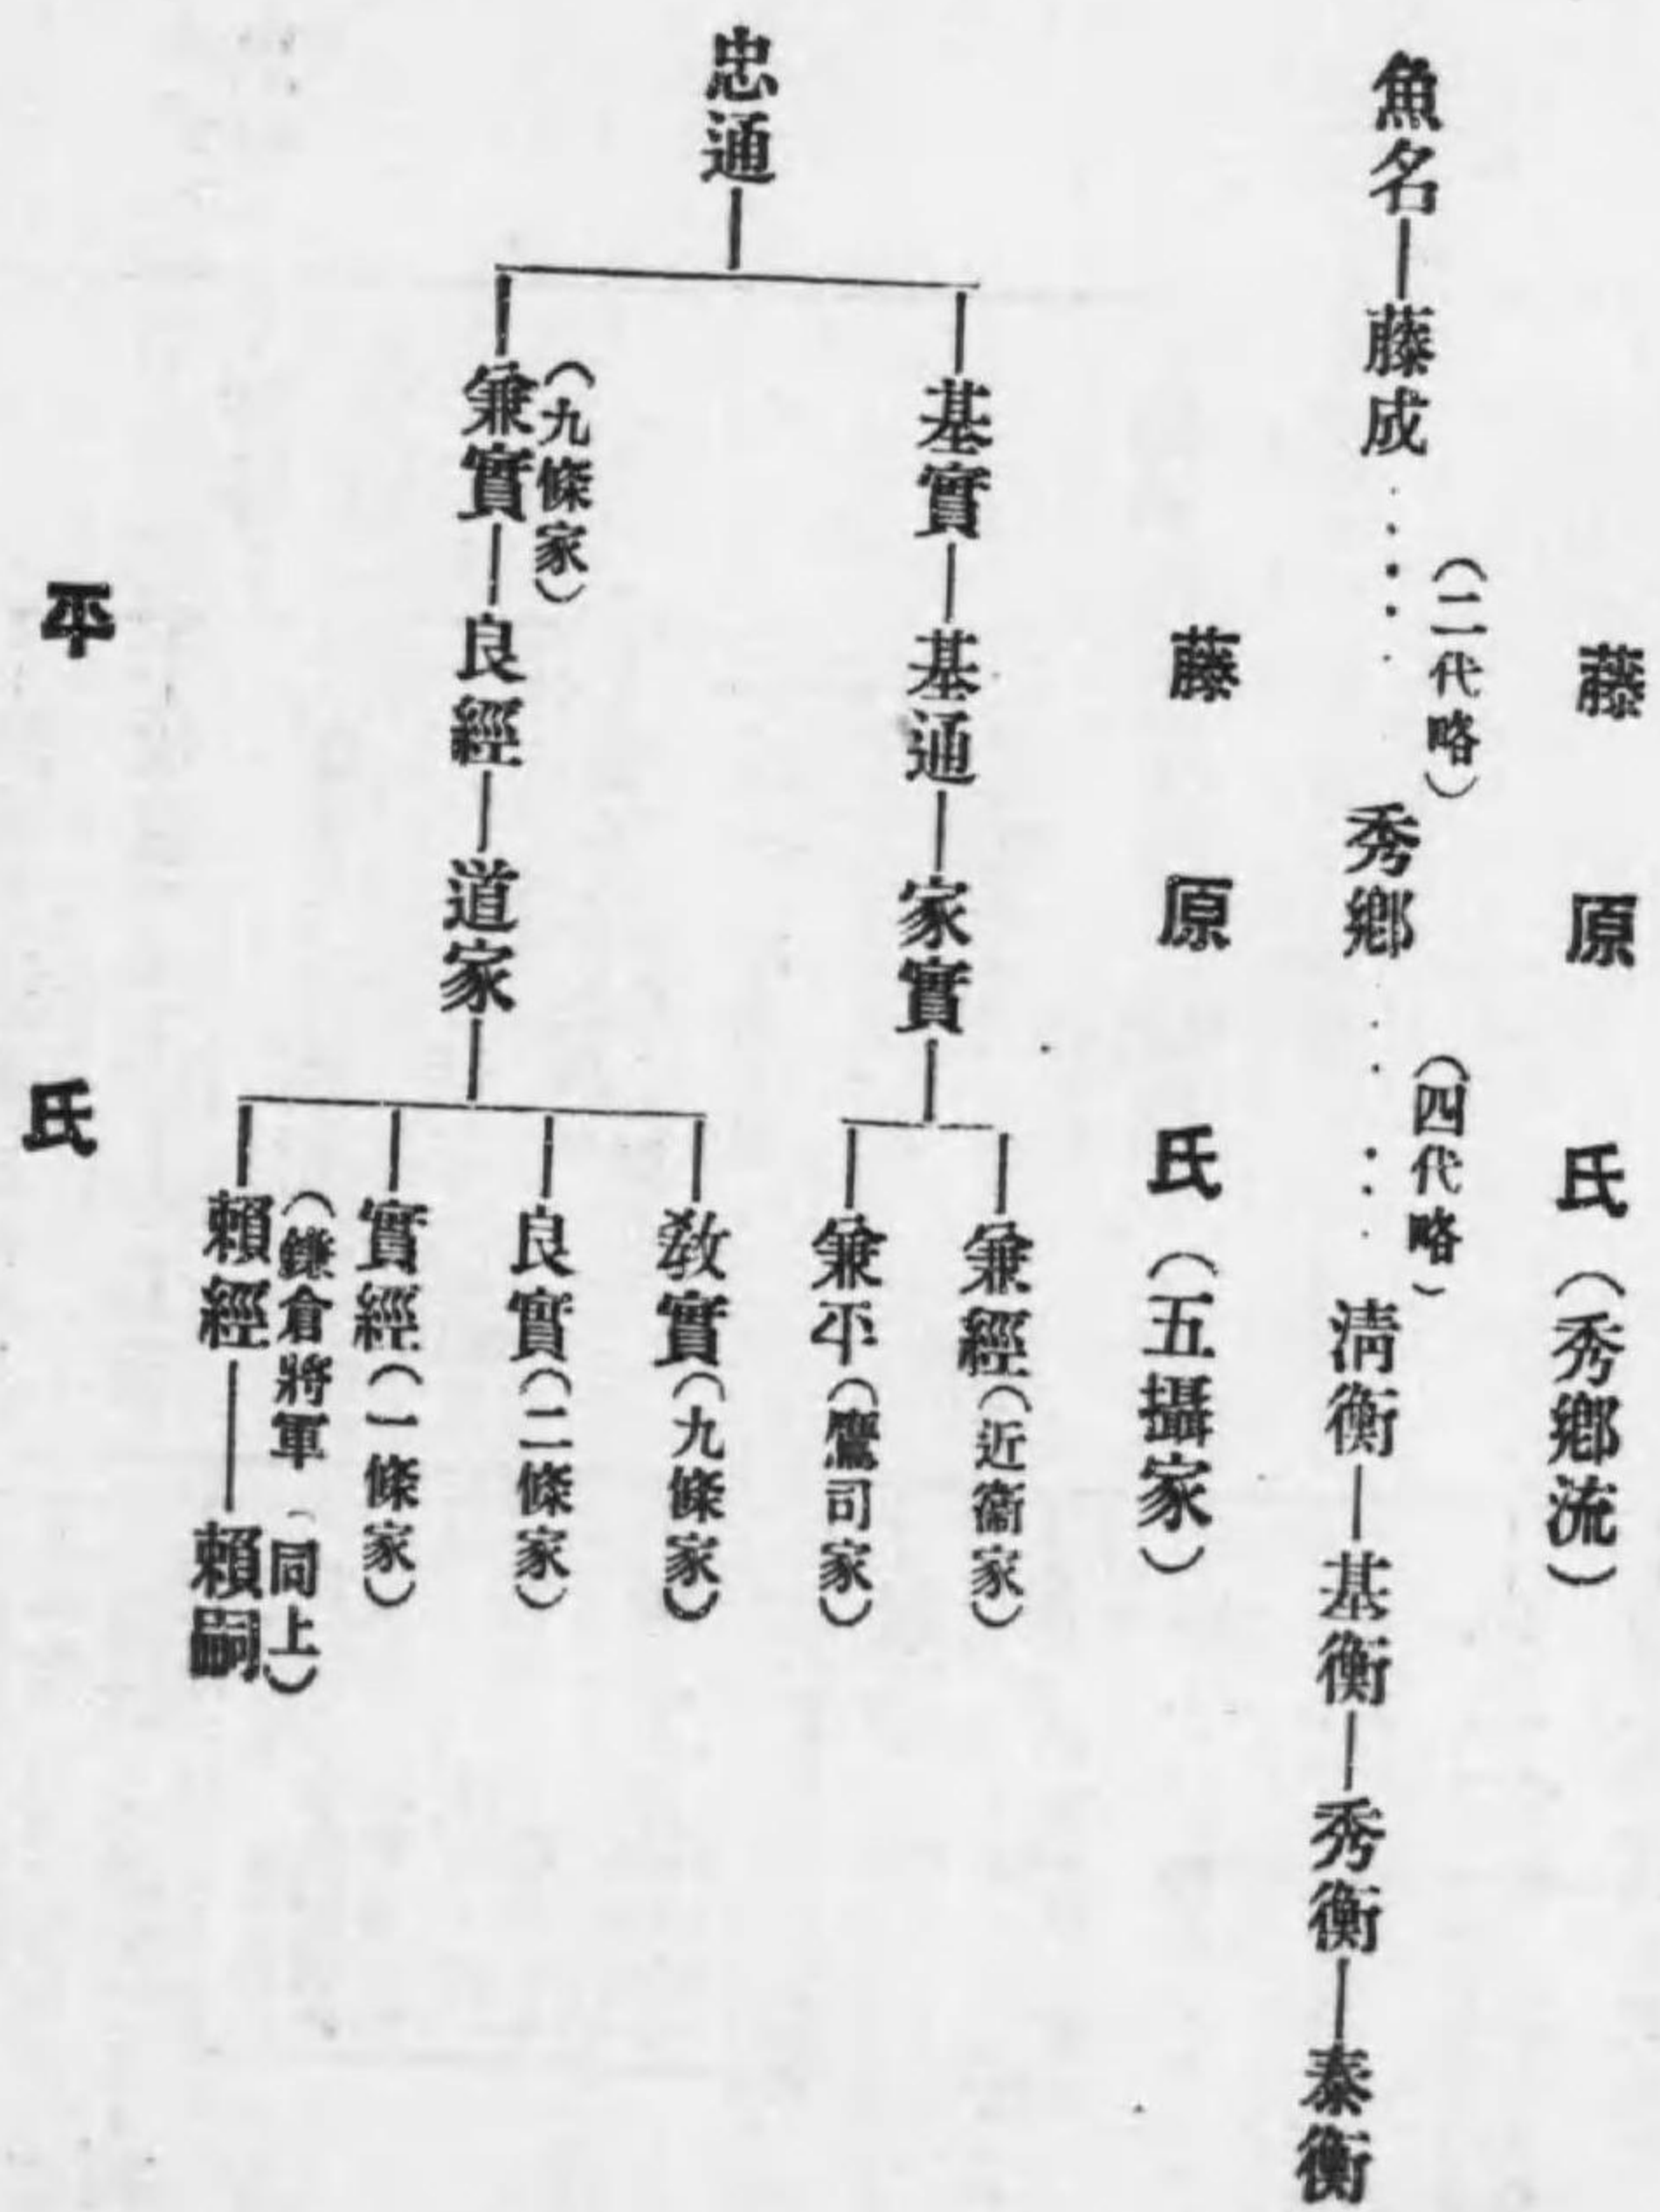 藤原氏(秀鄕流)
魚名―藤成‥‥(二代略)秀鄕‥‥(四代略)淸衡―基衡―秀衡―泰衡
藤原氏(五攝家)
忠通
基實―基通―家實
兼經(近衞家)
兼平(鷹司家)
(九條家)
兼實―良經―道家
敎實(九條家)
良實(二條家)
實經(一條家)
(鎌倉將軍(同上)
賴經―賴嗣
平氏